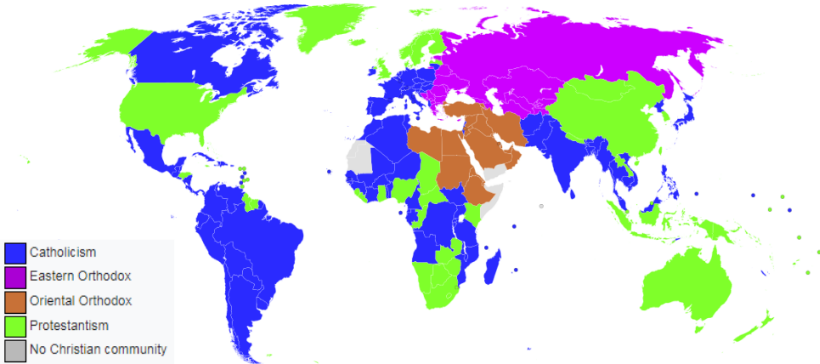 Catholicism
Eastern Orthodox
Oriental Orthodox
Protestantism
No Christian community